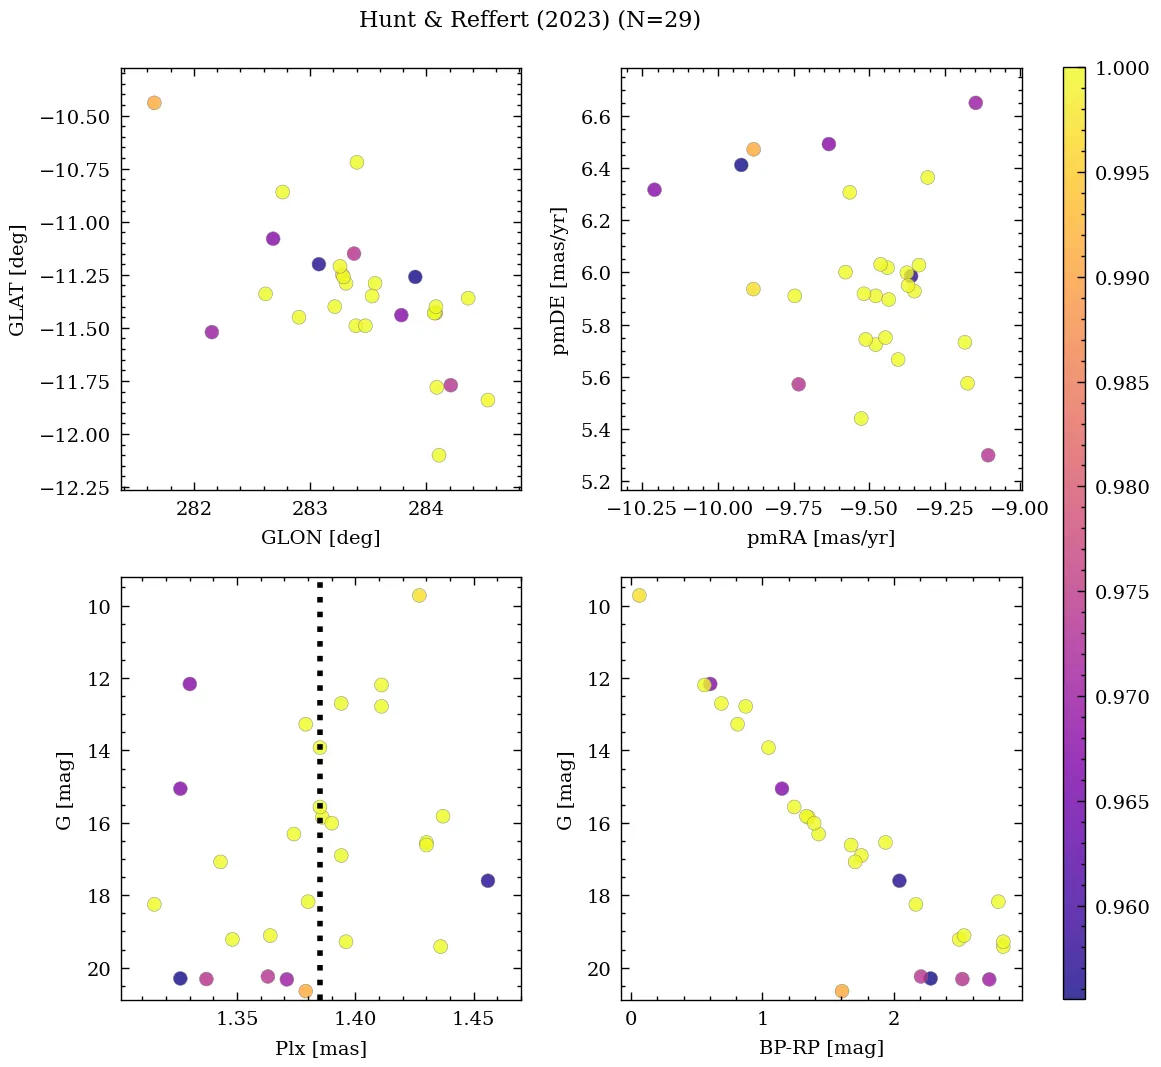 Hunt & Reffert (2023) (N=29)
−10.50
−10.75
−11.00
−11.25
−11.50
−11.75
−12.00
−12.25
GLAT [deg]
282 283 284
GLON [deg]
6.6
6.4
6.2
6.0
5.8
5.6
5.4
5.2
pmDE [mas/yr]
−10.25 −10.00 −9.75 −9.50 −9.25 −9.00
pmRA [mas/yr]
10
12
14
16
18
20
G [mag]
1.35 1.40 1.45
Plx [mas]
10
12
14
16
18
20
G [mag]
0 1 2
BP-RP [mag]
1.000
0.995
0.990
0.985
0.980
0.975
0.970
0.965
0.960